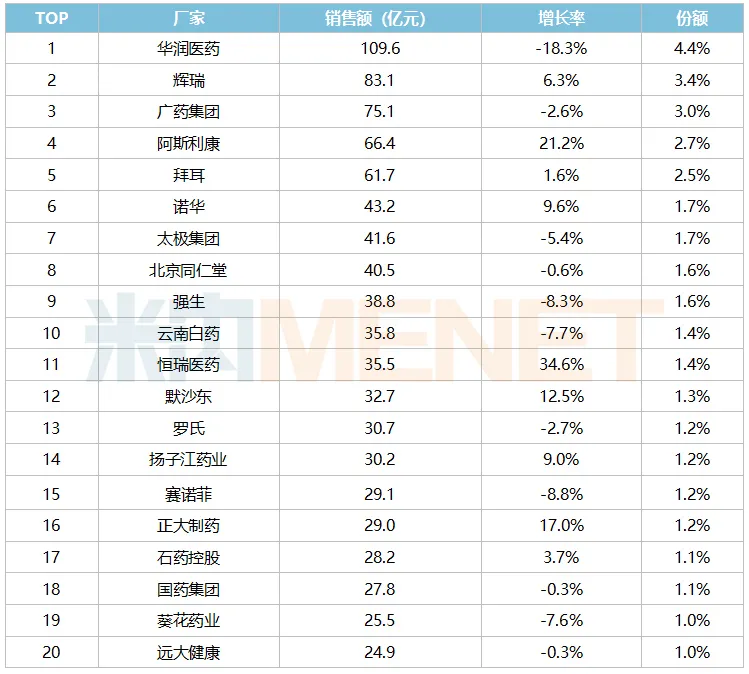 TOP 厂家 销售额（亿元） 增长率 份额
1 华润医药 109.6 -18.3% 4.4%
2 辉瑞 83.1 6.3% 3.4%
3 广药集团 75.1 -2.6% 3.0%
4 阿斯利康 66.4 21.2% 2.7%
5 拜耳 61.7 1.6% 2.5%
6 诺华 43.2 9.6% 1.7%
7 太极集团 41.6 -5.4% 1.7%
8 北京同仁堂 40.5 -0.6% 1.6%
9 强生 38.8 -8.3% 1.6%
10 云南白药 35.8 -7.7% 1.4%
11 恒瑞医药 35.5 34.6% 1.4%
12 默沙东 32.7 12.5% 1.3%
13 罗氏 30.7 -2.7% 1.2%
14 扬子江药业 30.2 9.0% 1.2%
15 赛诺菲 29.1 -8.8% 1.2%
16 正大制药 29.0 17.0% 1.2%
17 石药控股 28.2 3.7% 1.1%
18 国药集团 27.8 -0.3% 1.1%
19 葵花药业 25.5 -7.6% 1.0%
20 远大健康 24.9 -0.3% 1.0%
米内MENET